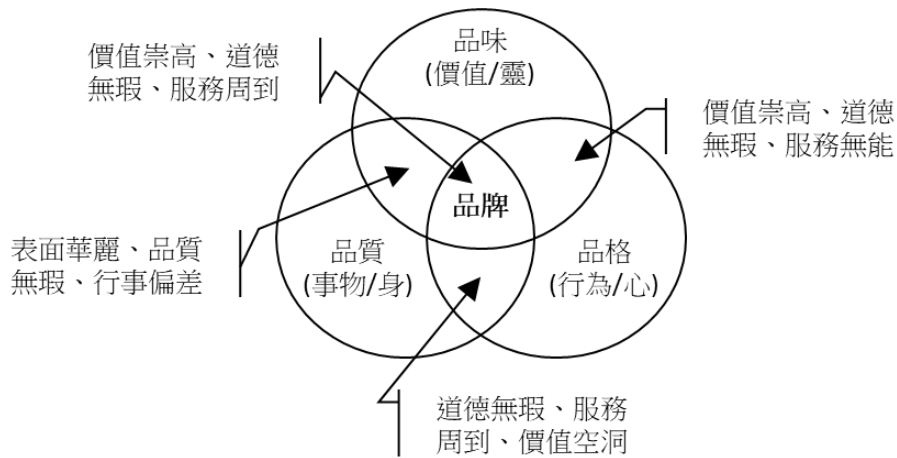 品味
(價值/靈)
價值崇高、道德
無瑕、服務周到
價值崇高、道德
無瑕、服務無能
品牌
表面華麗、品質
無瑕、行事偏差
品質
(事物/身)
品格
(行為/心)
道德無瑕、服務
周到、價值空洞